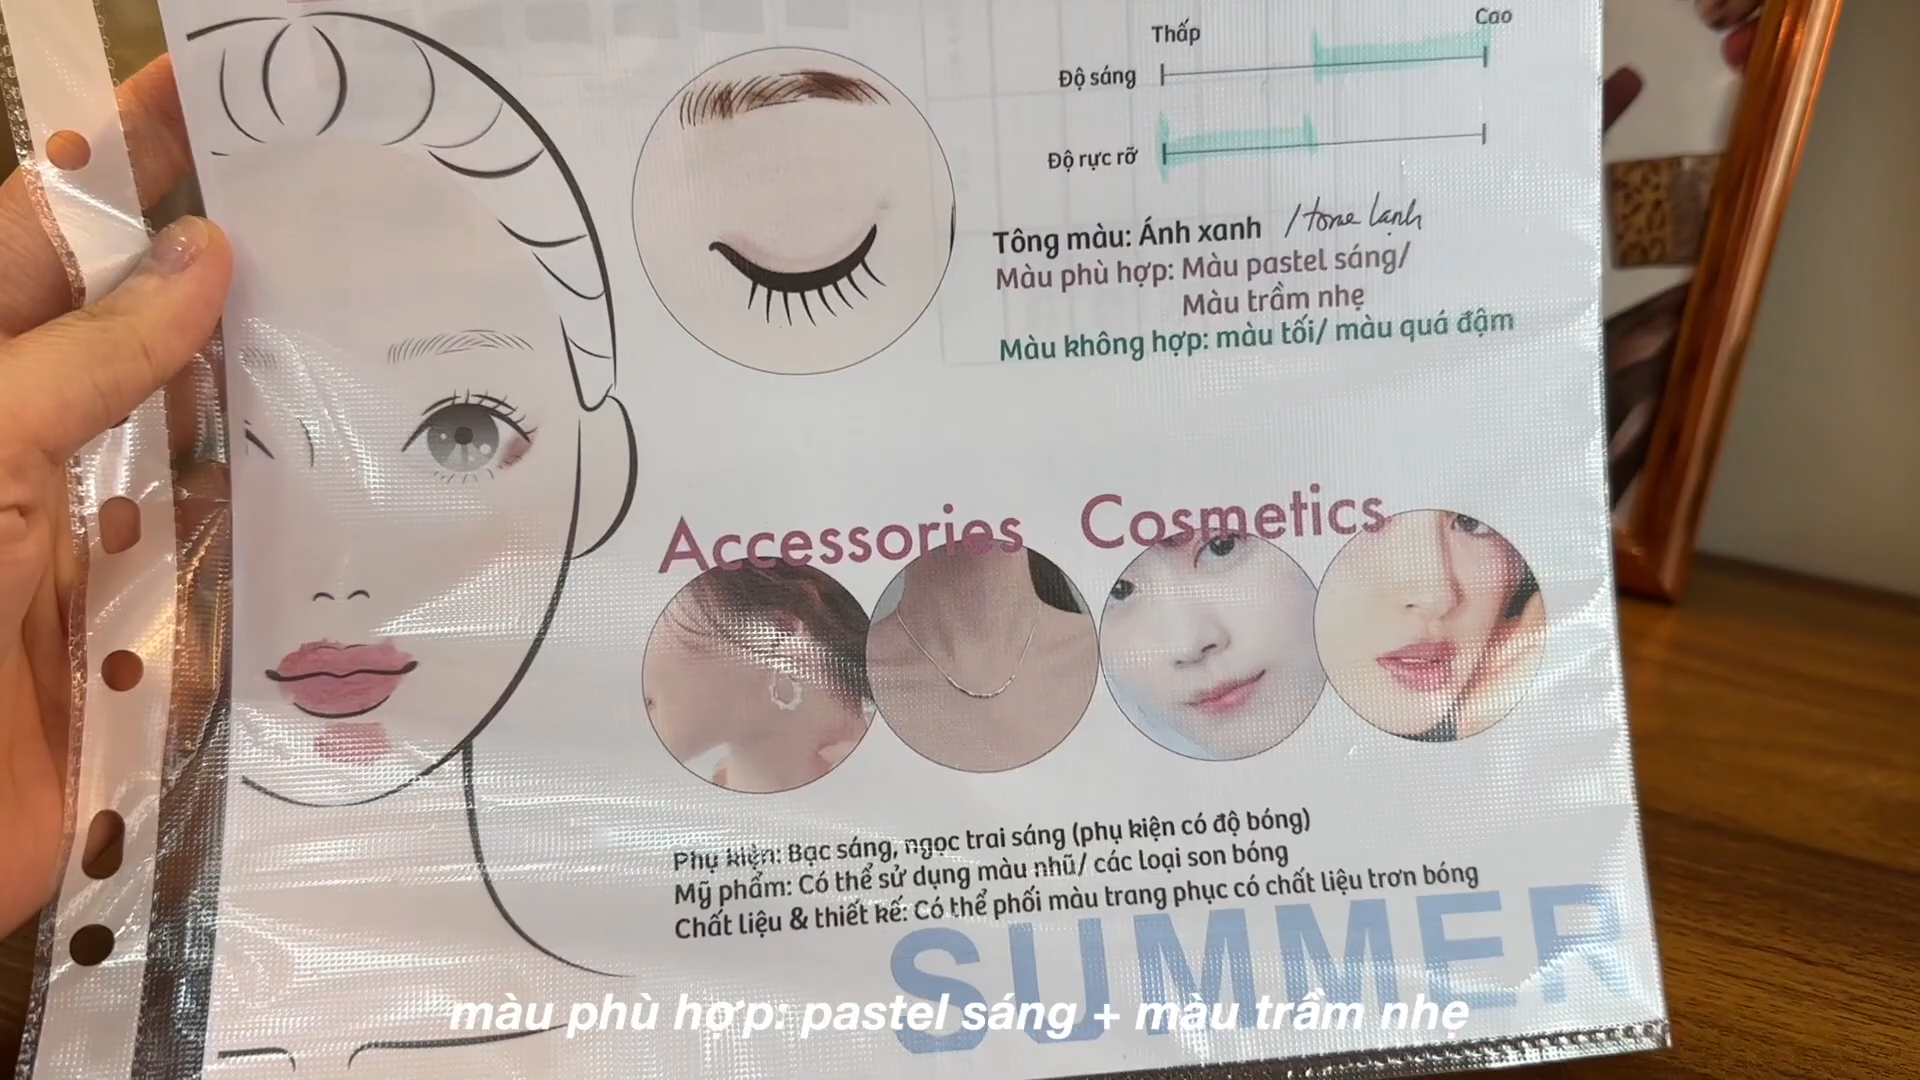 Thấp
Cao
Độ sáng
Độ rực rỡ
Tông màu: Ánh xanh /tone lạnh
Màu phù hợp: Màu pastel sáng/
Màu trầm nhẹ
Màu không hợp: màu tối/ màu quá đậm
Accessories
Cosmetics
Phụ kiện: Bạc sáng, ngọc trai sáng (phụ kiện có độ bóng)
Mỹ phẩm: Có thể sử dụng màu nhũ/ các loại son bóng
Chất liệu & thiết kế: Có thể phối màu trang phục có chất liệu trơn bóng
SUMMER
màu phù hợp: pastel sáng + màu trầm nhẹ